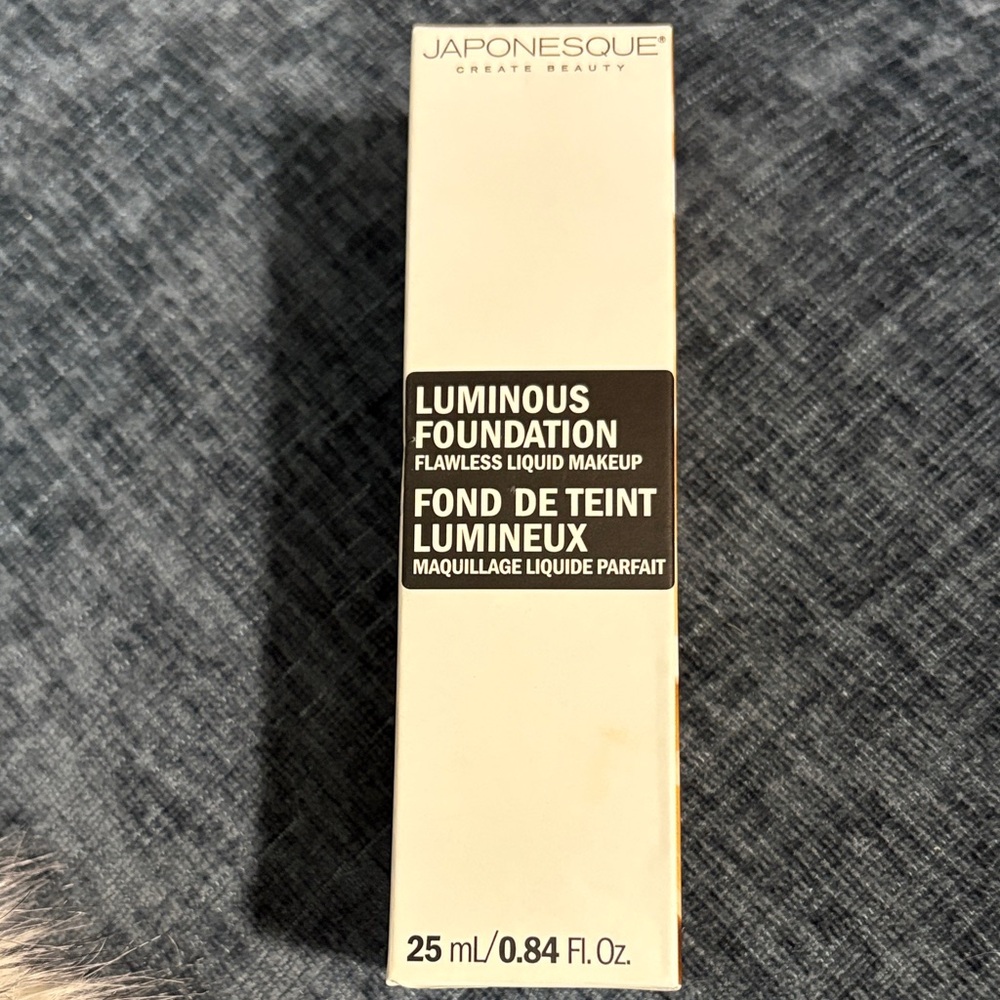 JAPONESQUE®
CREATE BEAUTY
LUMINOUS
FOUNDATION
FLAWLESS LIQUID MAKEUP
FOND DE TEINT
LUMINEUX
MAQUILLAGE LIQUIDE PARFAIT
25 mL/0.84 Fl. Oz.